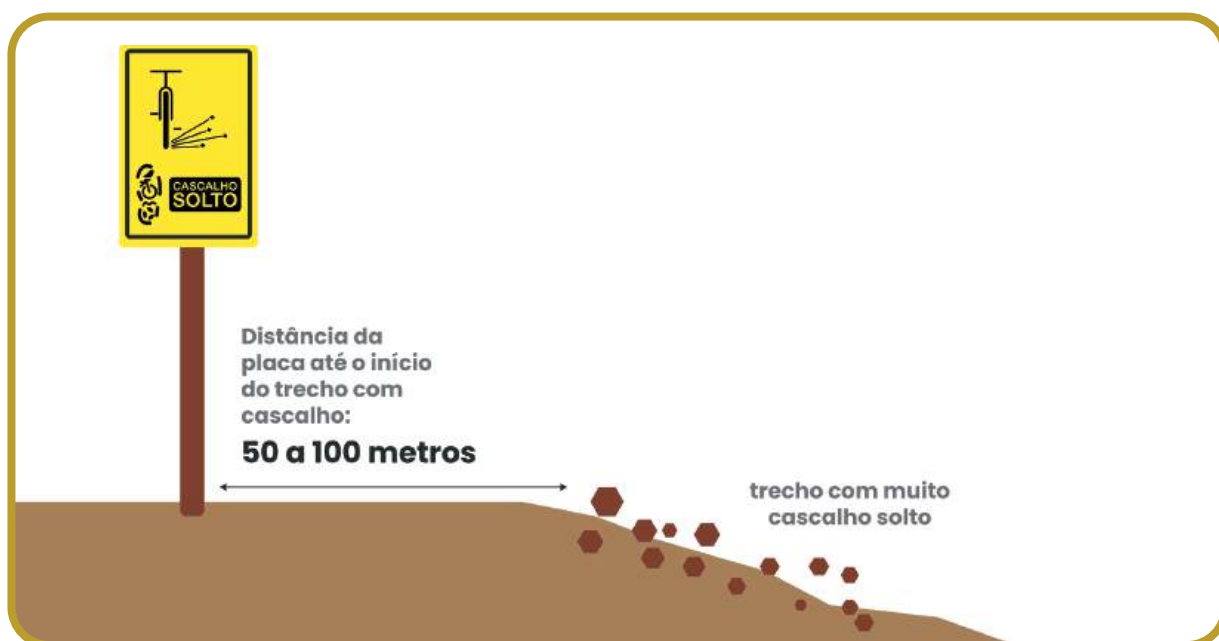 CASCALHO
SOLTO
Distância da
placa até o início
do trecho com
cascalho:
50 a 100 metros
trecho com muito
cascalho solto